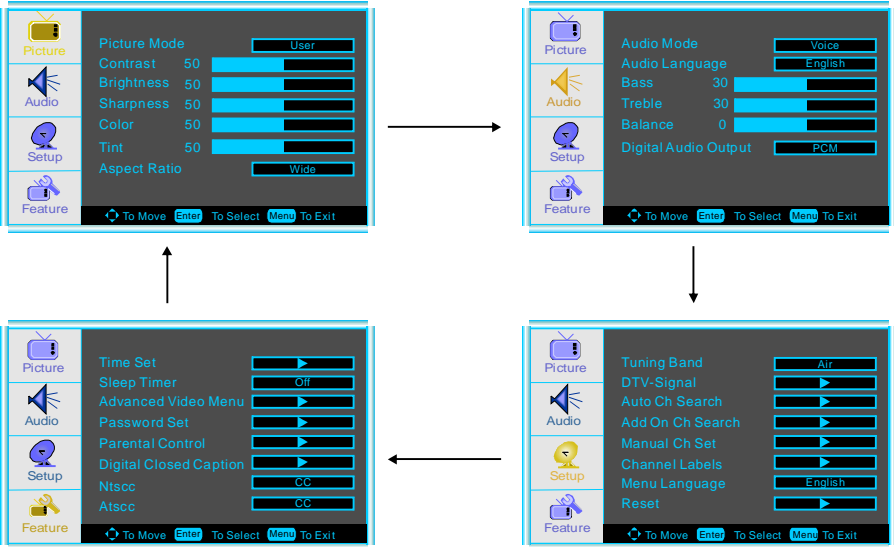 Picture
Audio
Setup
Feature
Picture Mode User
Contrast 50
Brightness 50
Sharpness 50
Color 50
Tint 50
Aspect Ratio Wide
To Move Enter To Select Menu To Exit
Picture
Audio
Setup
Feature
Audio Mode Voice
Audio Language English
Bass 30
Treble 30
Balance 0
Digital Audio Output PCM
To Move Enter To Select Menu To Exit
Picture
Audio
Setup
Feature
Time Set
Sleep Timer Off
Advanced Video Menu
Password Set
Parental Control
Digital Closed Caption
Ntscc CC
Atscc CC
To Move Enter To Select Menu To Exit
Picture
Audio
Setup
Feature
Tuning Band Air
DTV-Signal
Auto Ch Search
Add On Ch Search
Manual Ch Set
Channel Labels
Menu Language English
Reset
To Move Enter To Select Menu To Exit